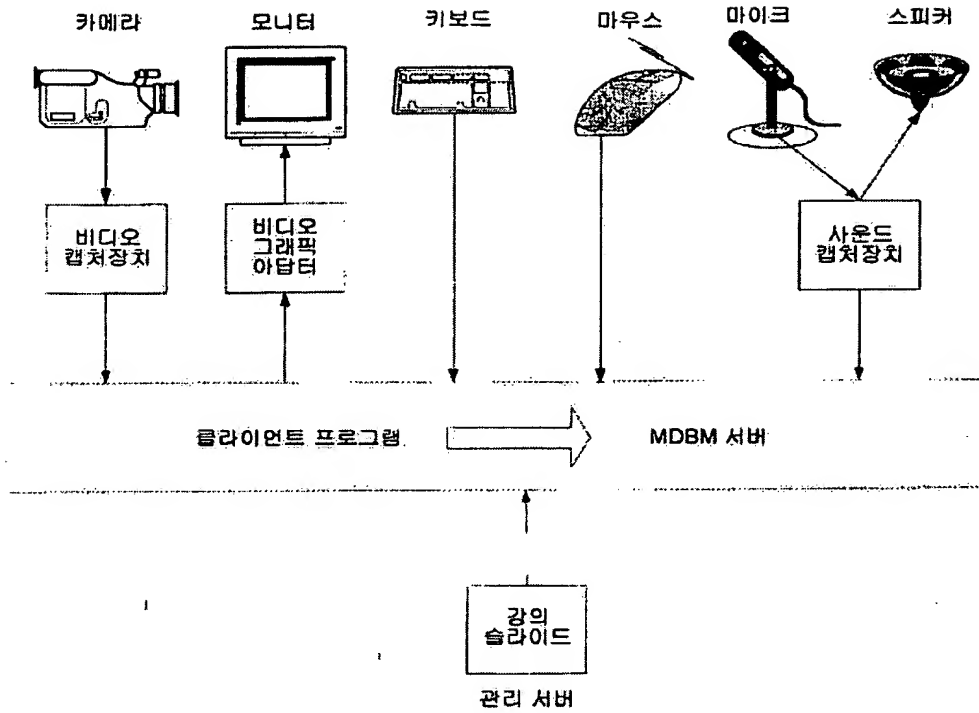 카메라 모니터 키보드 마우스 마이크 스피커
비디오
캡처장치
비디오
그래픽
아답터
사운드
캡처장치
클라이언트 프로그램 MDBM 서버
강의
슬라이드
관리 서버